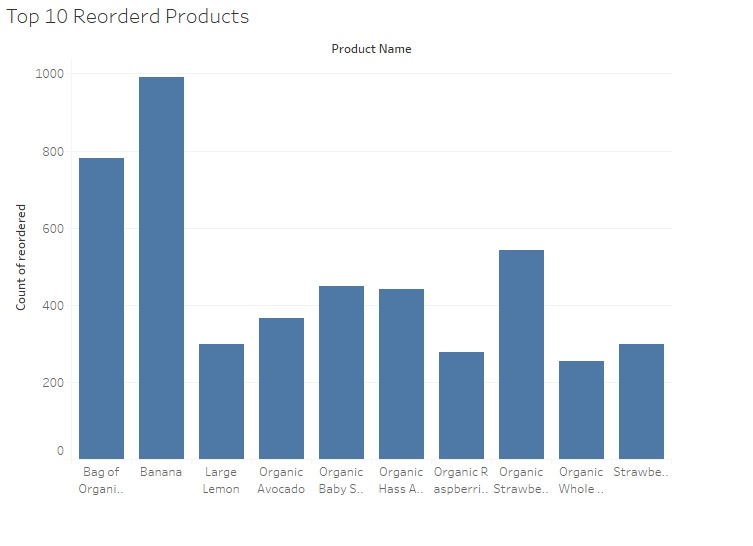 Top 10 Reorderd Products
Product Name
1000
800
600
400
200
0
Count of reordered
Bag of
Organi..
Banana
Large
Lemon
Organic
Avocado
Organic
Baby S..
Organic
Hass A..
Organic R
aspberri..
Organic
Strawbe..
Organic
Whole ..
Strawbe..